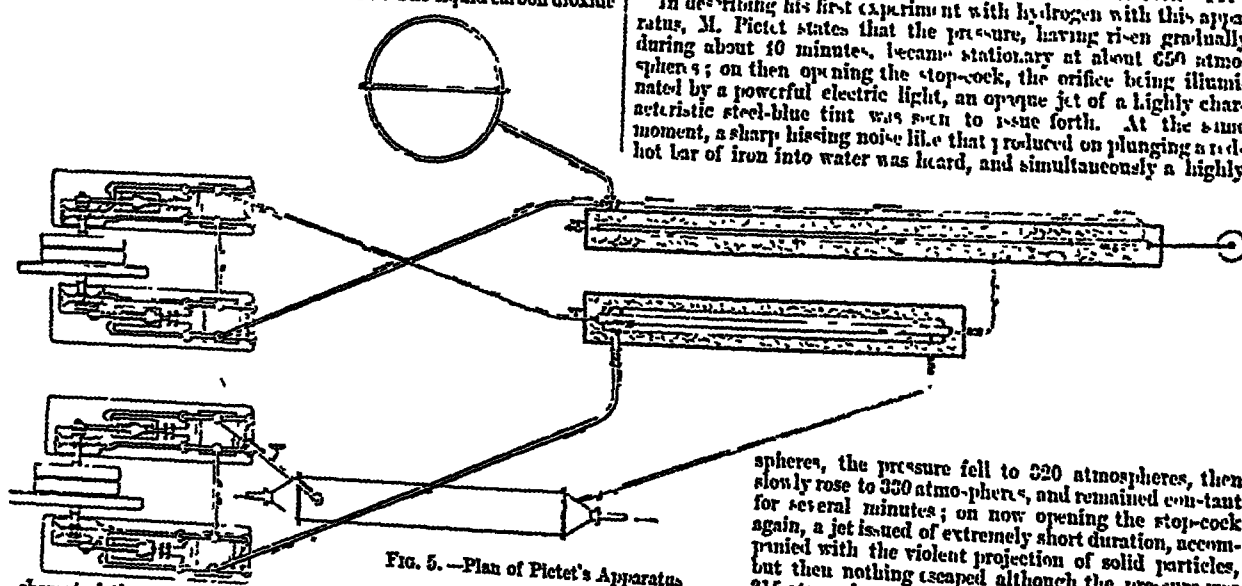 liquid carbon dioxide
In describing his first experiment with hydrogen with this appa-
ratus, M. Pictet states that the pressure, having risen gradually
during about 10 minutes, became stationary at about 650 atmo-
spheres; on then opening the stop-cock, the orifice being illumi-
nated by a powerful electric light, an opaque jet of a highly char-
acteristic steel-blue tint was seen to issue forth. At the same
moment, a sharp hissing noise like that produced on plunging a red-
hot bar of iron into water was heard, and simultaneously a highly
FIG. 5.—Plan of Pictet's Apparatus
spheres, the pressure fell to 320 atmospheres, then
slowly rose to 330 atmo-pheres, and remained con-tant
for several minutes; on now opening the stop-cock
again, a jet issued of extremely short duration, accom-
panied with the violent projection of solid particles,
but then nothing escaped although the pressure